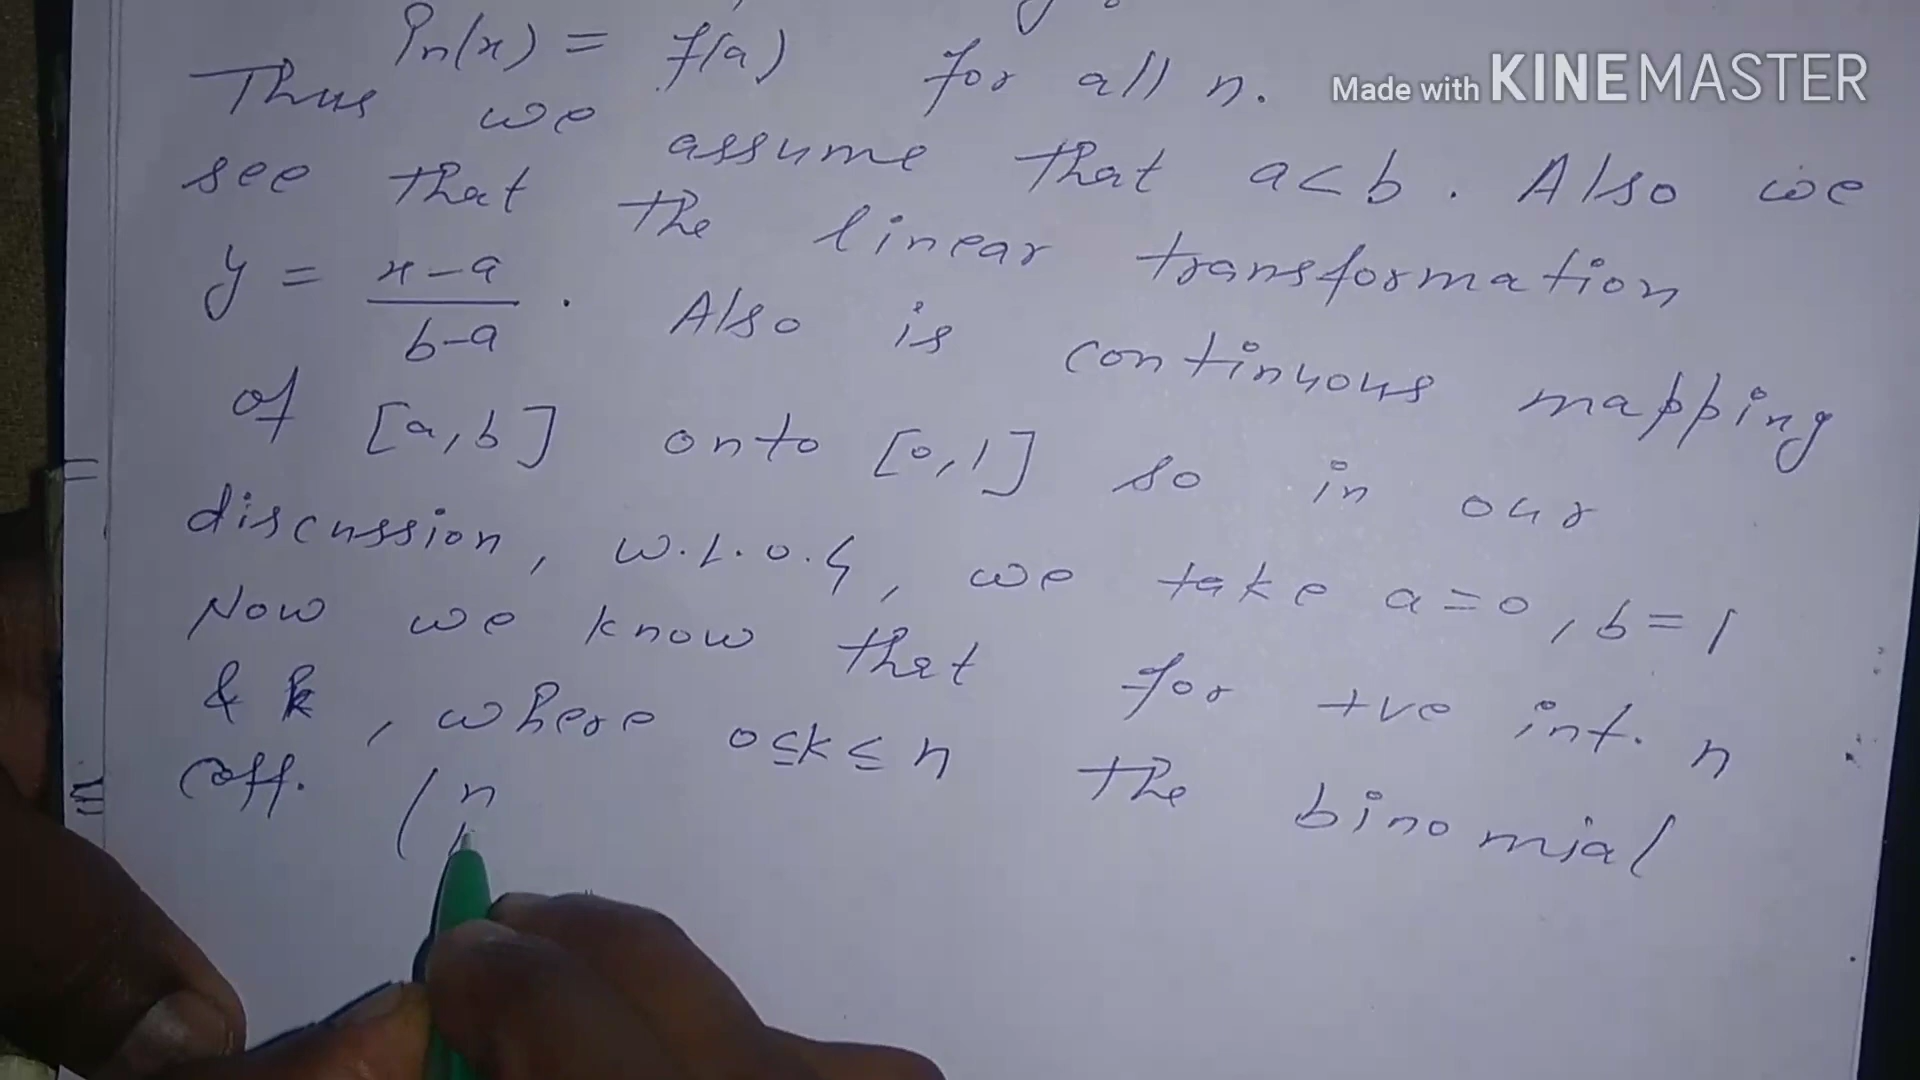 Pn(x) = f(a) for all n.
Made with KINEMASTER
Thus we assume that a<b. Also we
see that the linear transformation
y = x-a / b-a . Also is continuous mapping
of [a,b] onto [0,1] so in our
discussion, w.l.o.g, we take a=0, b=1
Now we know that for +ve int. n
& k, where 0≤k≤n the binomial
Coff. (n